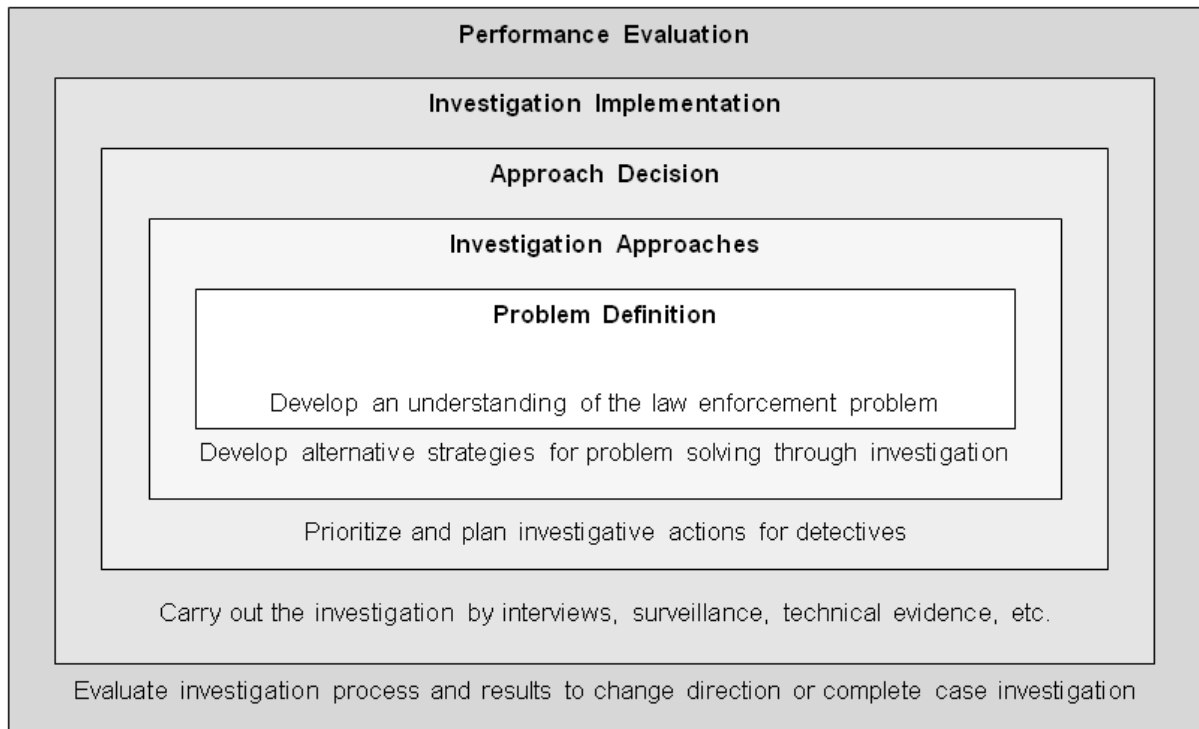 Performance Evaluation
Investigation Implementation
Approach Decision
Investigation Approaches
Problem Definition
Develop an understanding of the law enforcement problem
Develop alternative strategies for problem solving through investigation
Prioritize and plan investigative actions for detectives
Carry out the investigation by interviews, surveillance, technical evidence, etc.
Evaluate investigation process and results to change direction or complete case investigation